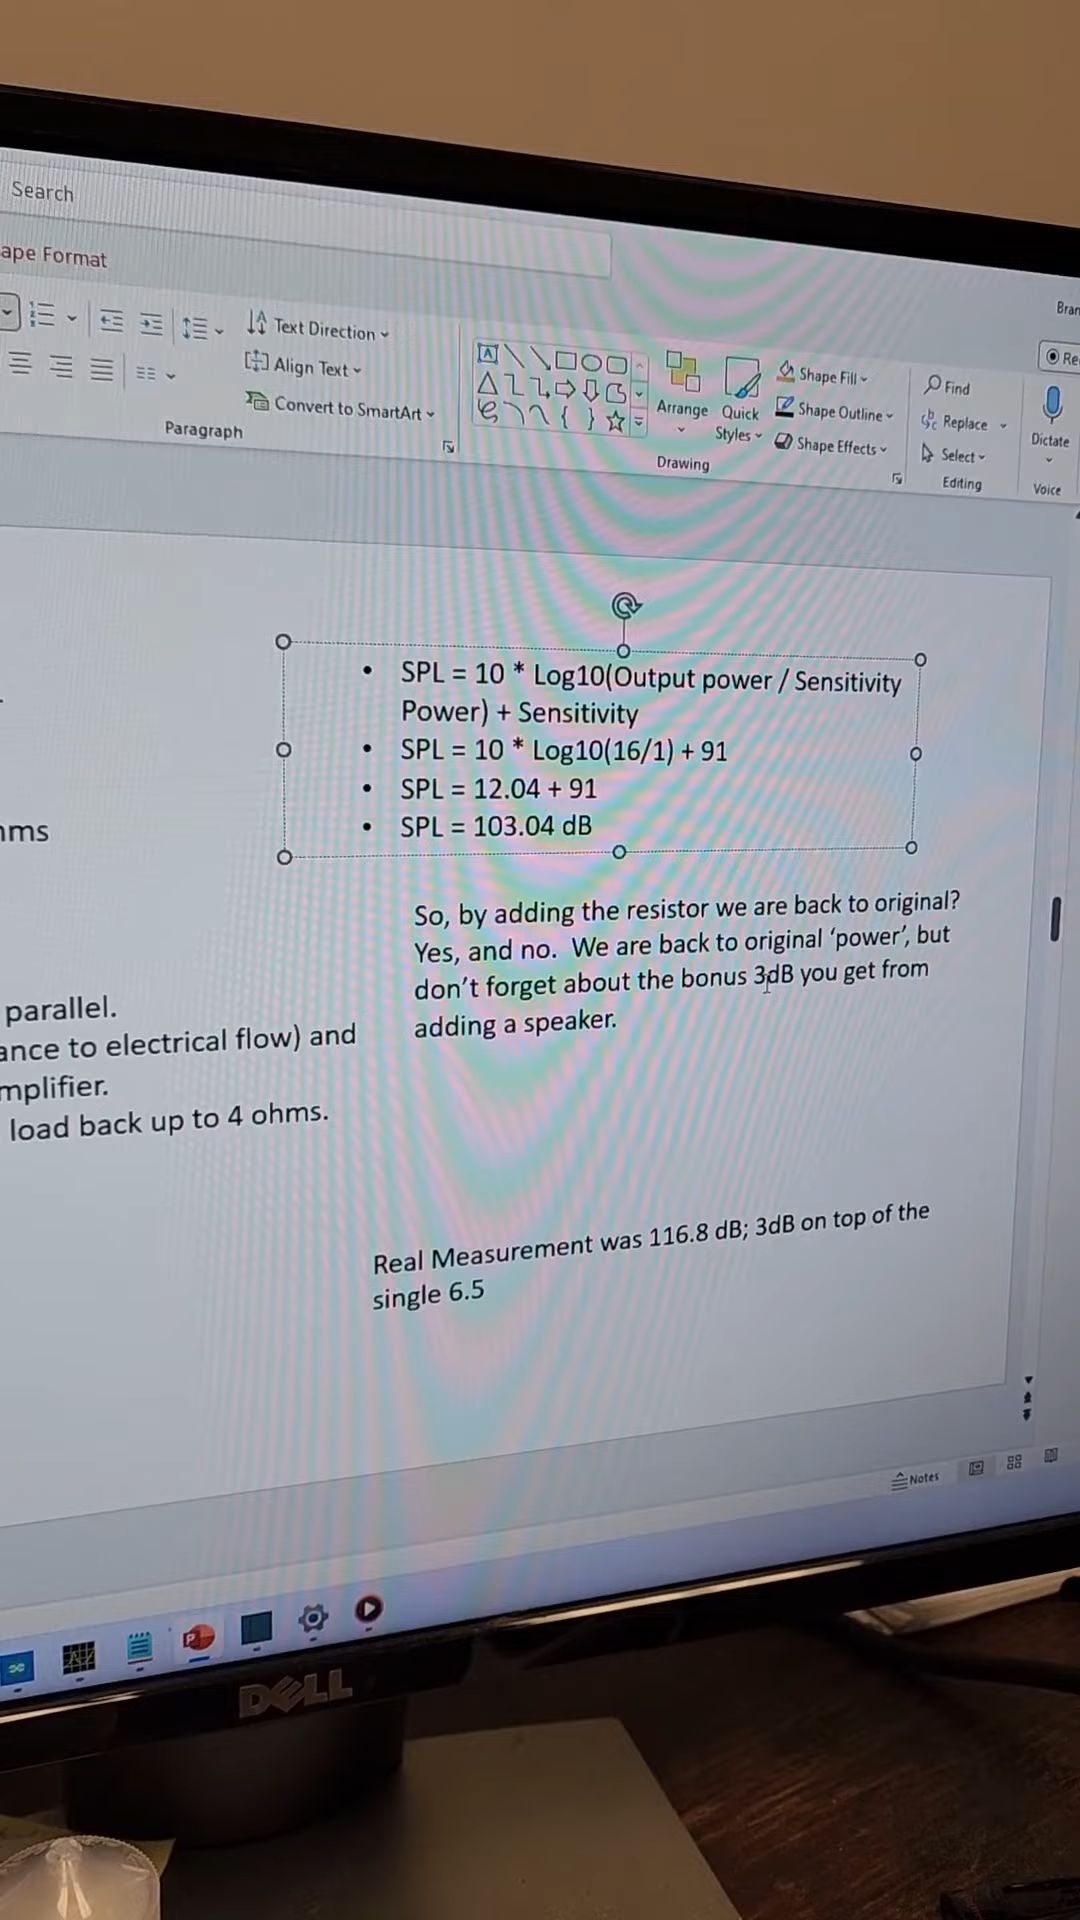 Search
ape Format
Bran
Text Direction
Align Text
Convert to SmartArt
Paragraph
Arrange
Quick
Styles
Shape Fill
Shape Outline
Shape Effects
Drawing
Find
Replace
Select
Editing
Re
Dictate
Voice
• SPL = 10 * Log10(Output power / Sensitivity
Power) + Sensitivity
• SPL = 10 * Log10(16/1) + 91
• SPL = 12.04 + 91
• SPL = 103.04 dB
ms
So, by adding the resistor we are back to original?
Yes, and no. We are back to original ‘power’, but
don’t forget about the bonus 3dB you get from
adding a speaker.
parallel.
ance to electrical flow) and
mplifier.
load back up to 4 ohms.
Real Measurement was 116.8 dB; 3dB on top of the
single 6.5
Notes
DELL